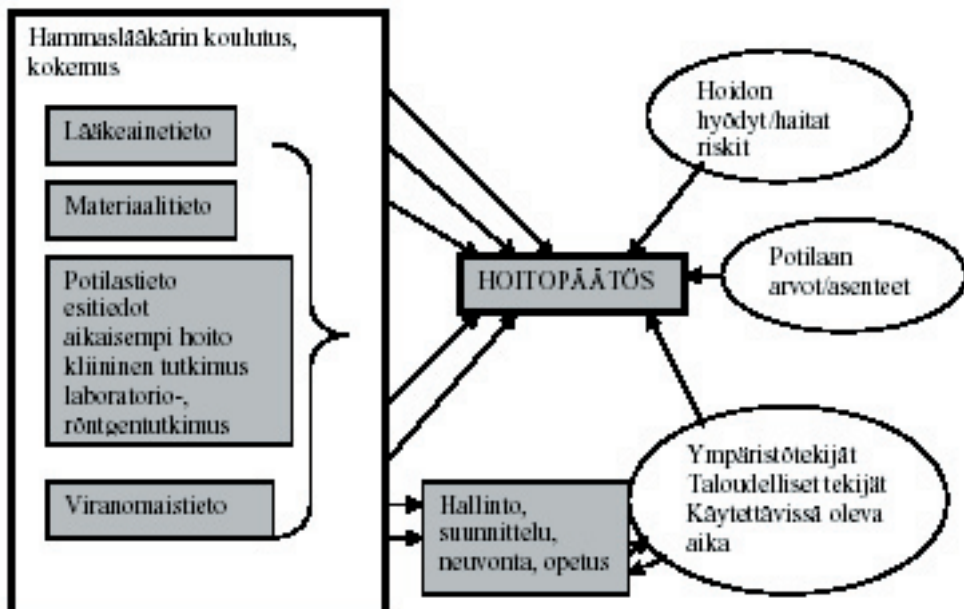 Hammaslääkärin koulutus,
kokemus
Lääkeainetieto
Materiaalitieto
Potilastieto
esitiedot
aikaisempi hoito
kliininen tutkimus
laboratorio-,
röntgentutkimus
Viranomaistieto
HOITOPÄÄTÖS
Hallinto,
suunnittelu,
neuvonta, opetus
Hoidon
hyödyt/haitat
riskit
Potilaan
arvot/asenteet
Ympäristötekijät
Taloudelliset tekijät
Käytettävissä oleva
aika